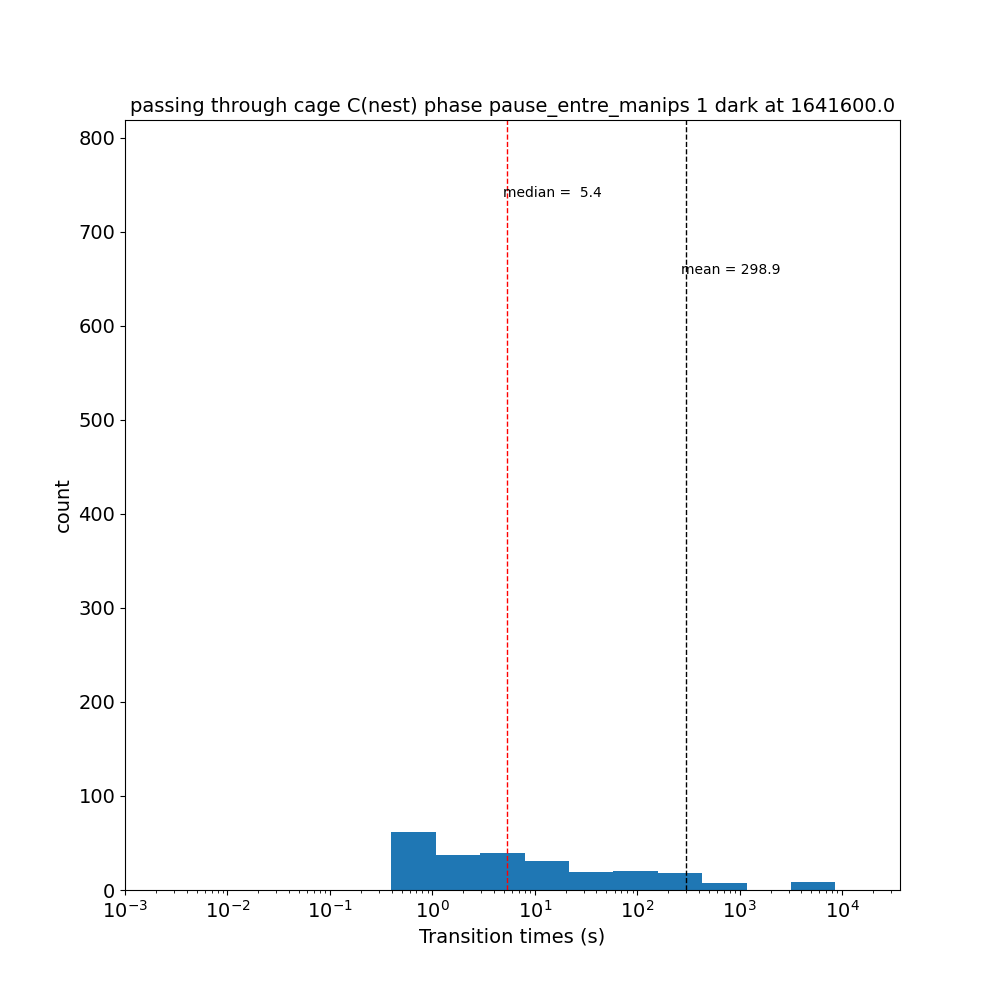 passing through cage C(nest) phase pause_entre_manips 1 dark at 1641600.0
800
700
600
500
400
300
200
100
0
count
median =  5.4
mean = 298.9
10⁻³ 10⁻² 10⁻¹ 10⁰ 10¹ 10² 10³ 10⁴
Transition times (s)